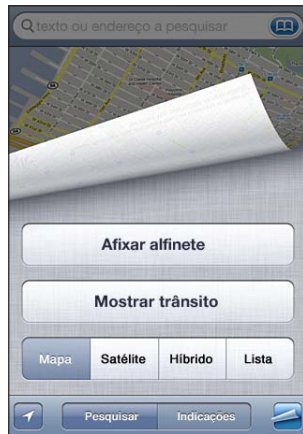 texto ou endereço a pesquisar
Afixar alfinete
Mostrar trânsito
Mapa Satélite Híbrido Lista
Pesquisar Indicações